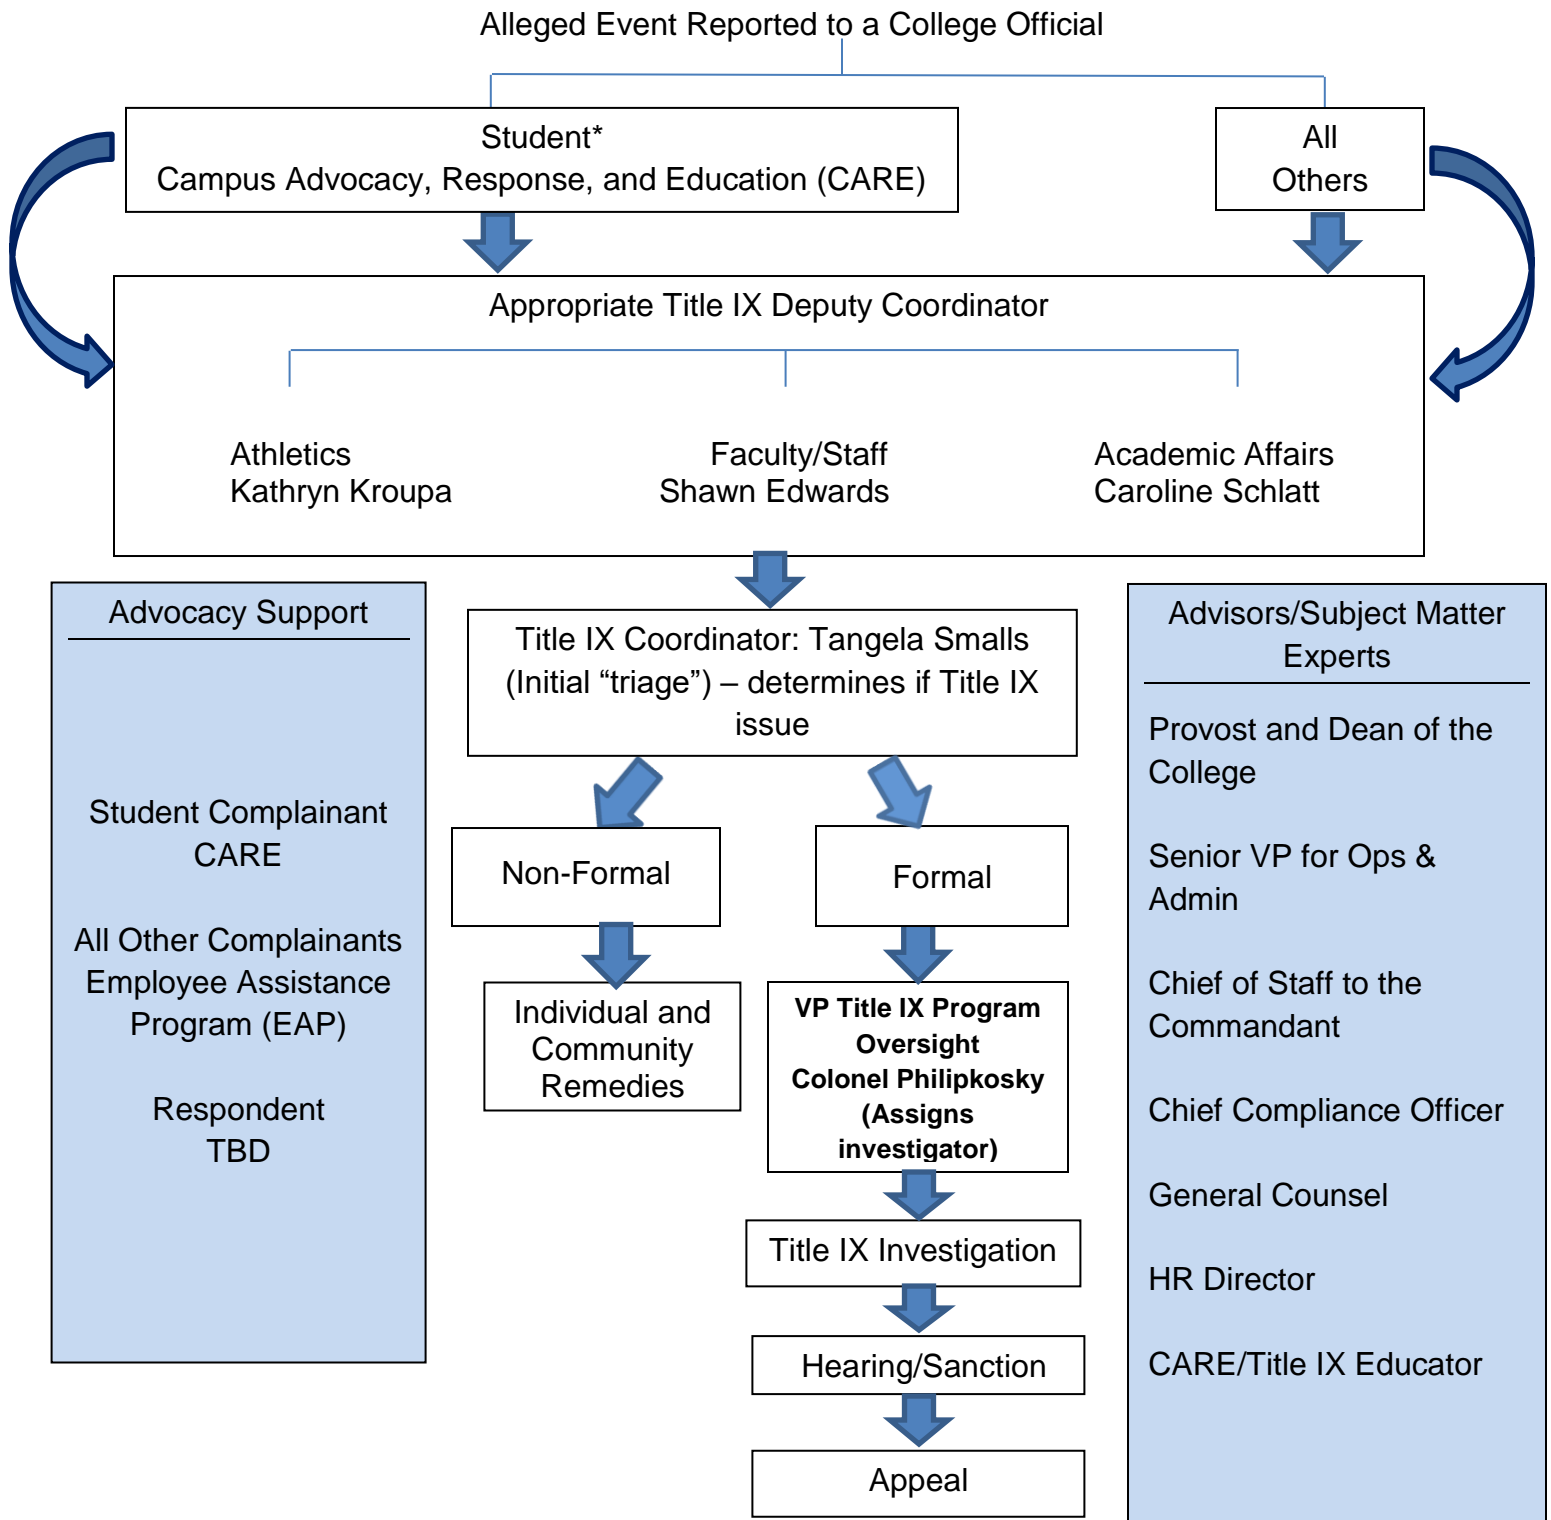 Alleged Event Reported to a College Official
Student*
Campus Advocacy, Response, and Education (CARE)
All
Others
Appropriate Title IX Deputy Coordinator
Athletics
Kathryn Kroupa
Faculty/Staff
Shawn Edwards
Academic Affairs
Caroline Schlatt
Advocacy Support
Student Complainant
CARE
All Other Complainants
Employee Assistance
Program (EAP)
Respondent
TBD
Title IX Coordinator: Tangela Smalls
(Initial “triage”) – determines if Title IX
issue
Non-Formal
Individual and
Community
Remedies
Formal
VP Title IX Program
Oversight
Colonel Philipkosky
(Assigns
investigator)
Title IX Investigation
Hearing/Sanction
Appeal
Advisors/Subject Matter
Experts
Provost and Dean of the
College
Senior VP for Ops &
Admin
Chief of Staff to the
Commandant
Chief Compliance Officer
General Counsel
HR Director
CARE/Title IX Educator